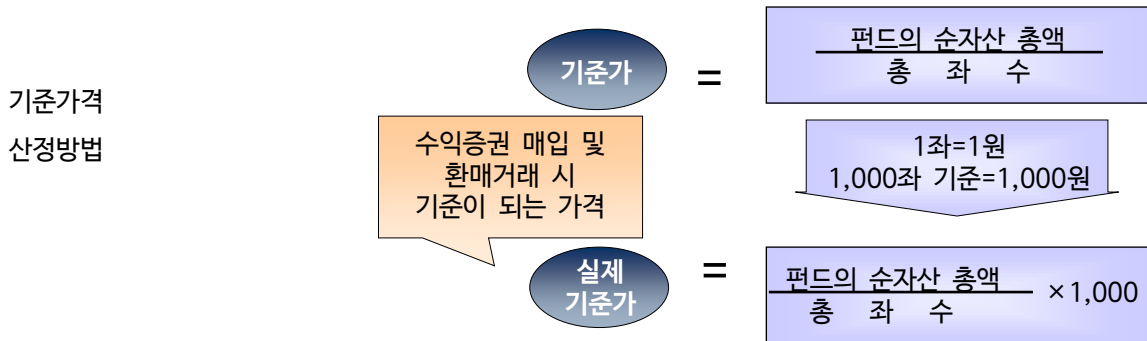 기준가격
산정방법
기준가
=
펀드의 순자산 총액
총 좌 수
수익증권 매입 및
환매거래 시
기준이 되는 가격
1좌=1원
1,000좌 기준=1,000원
실제
기준가
=
펀드의 순자산 총액
총 좌 수
×1,000